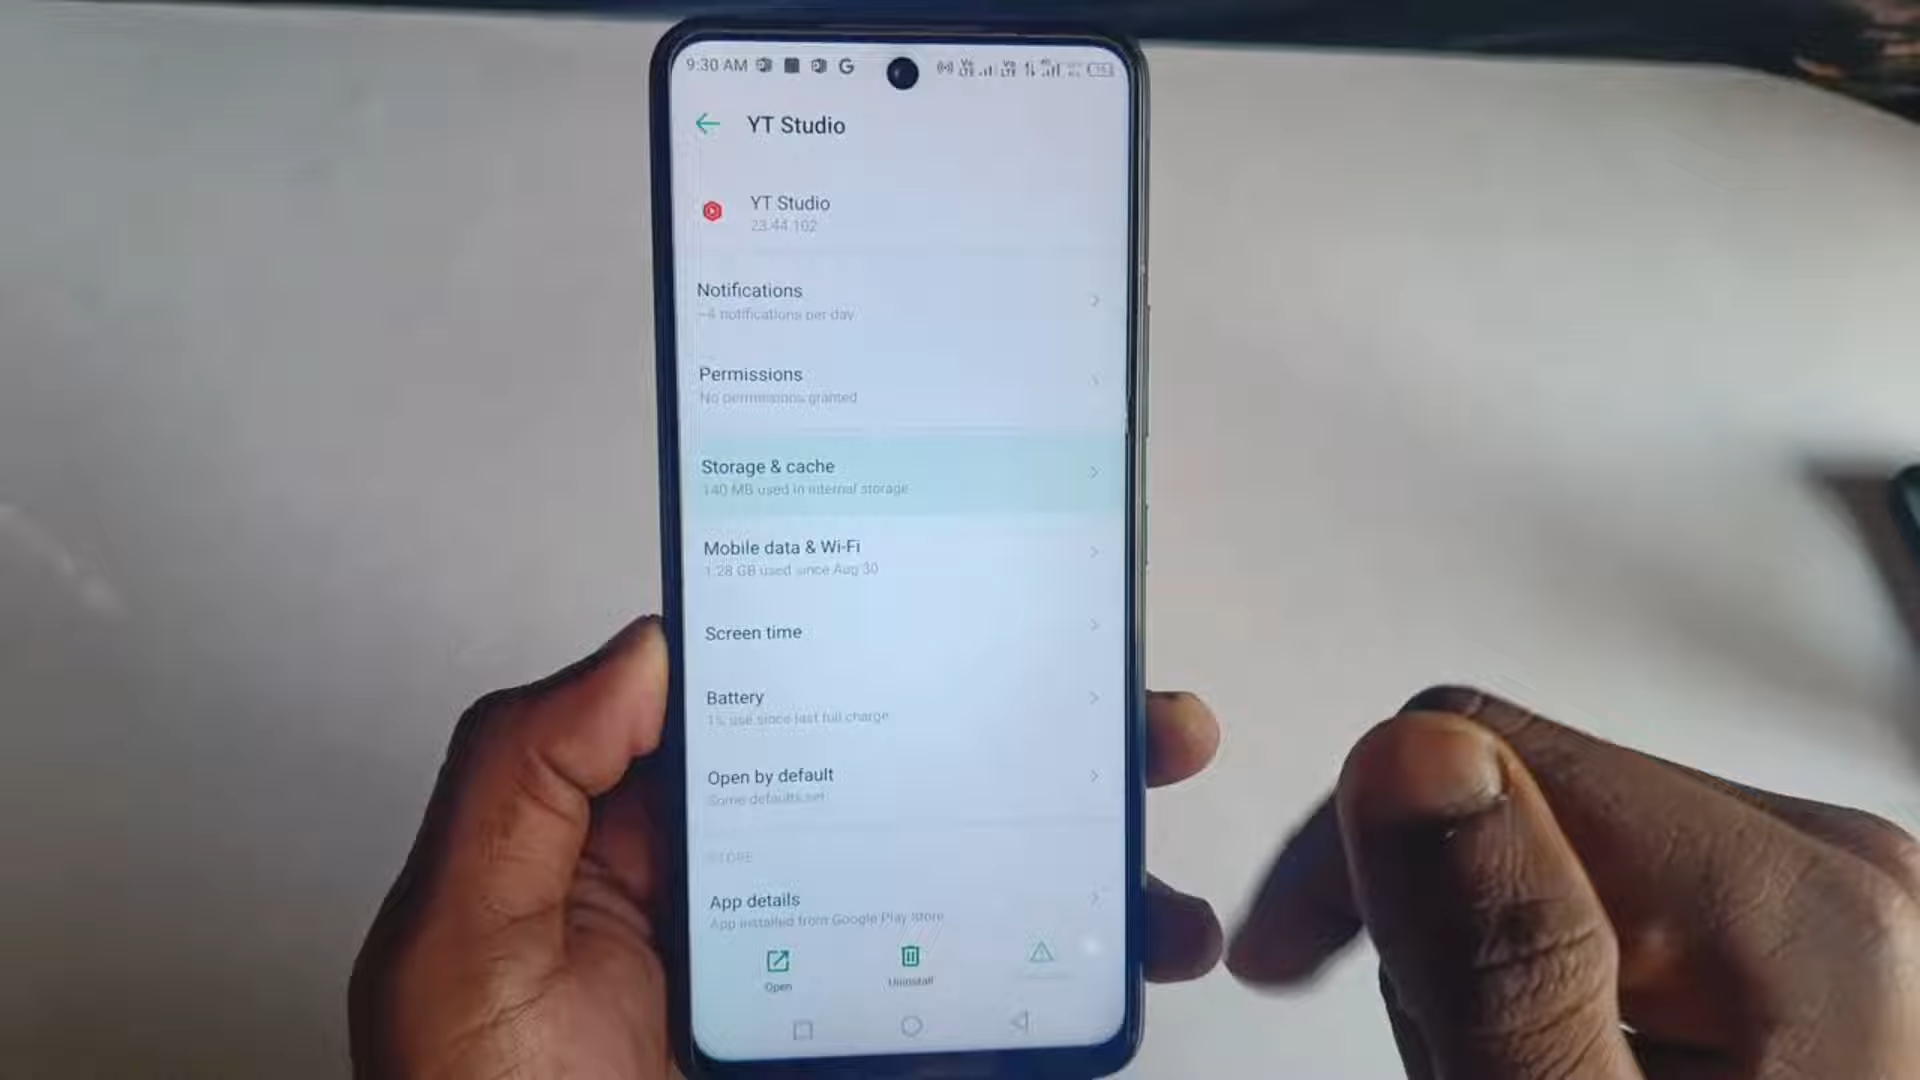 9:30 AM
YT Studio
YT Studio
23.44.102
Notifications
~4 notifications per day
Permissions
No permissions granted
Storage & cache
140 MB used in internal storage
Mobile data & Wi-Fi
1.28 GB used since Aug 30
Screen time
Battery
1% use since last full charge
Open by default
Some defaults set
STORE
App details
App installed from Google Play Store
Open
Uninstall